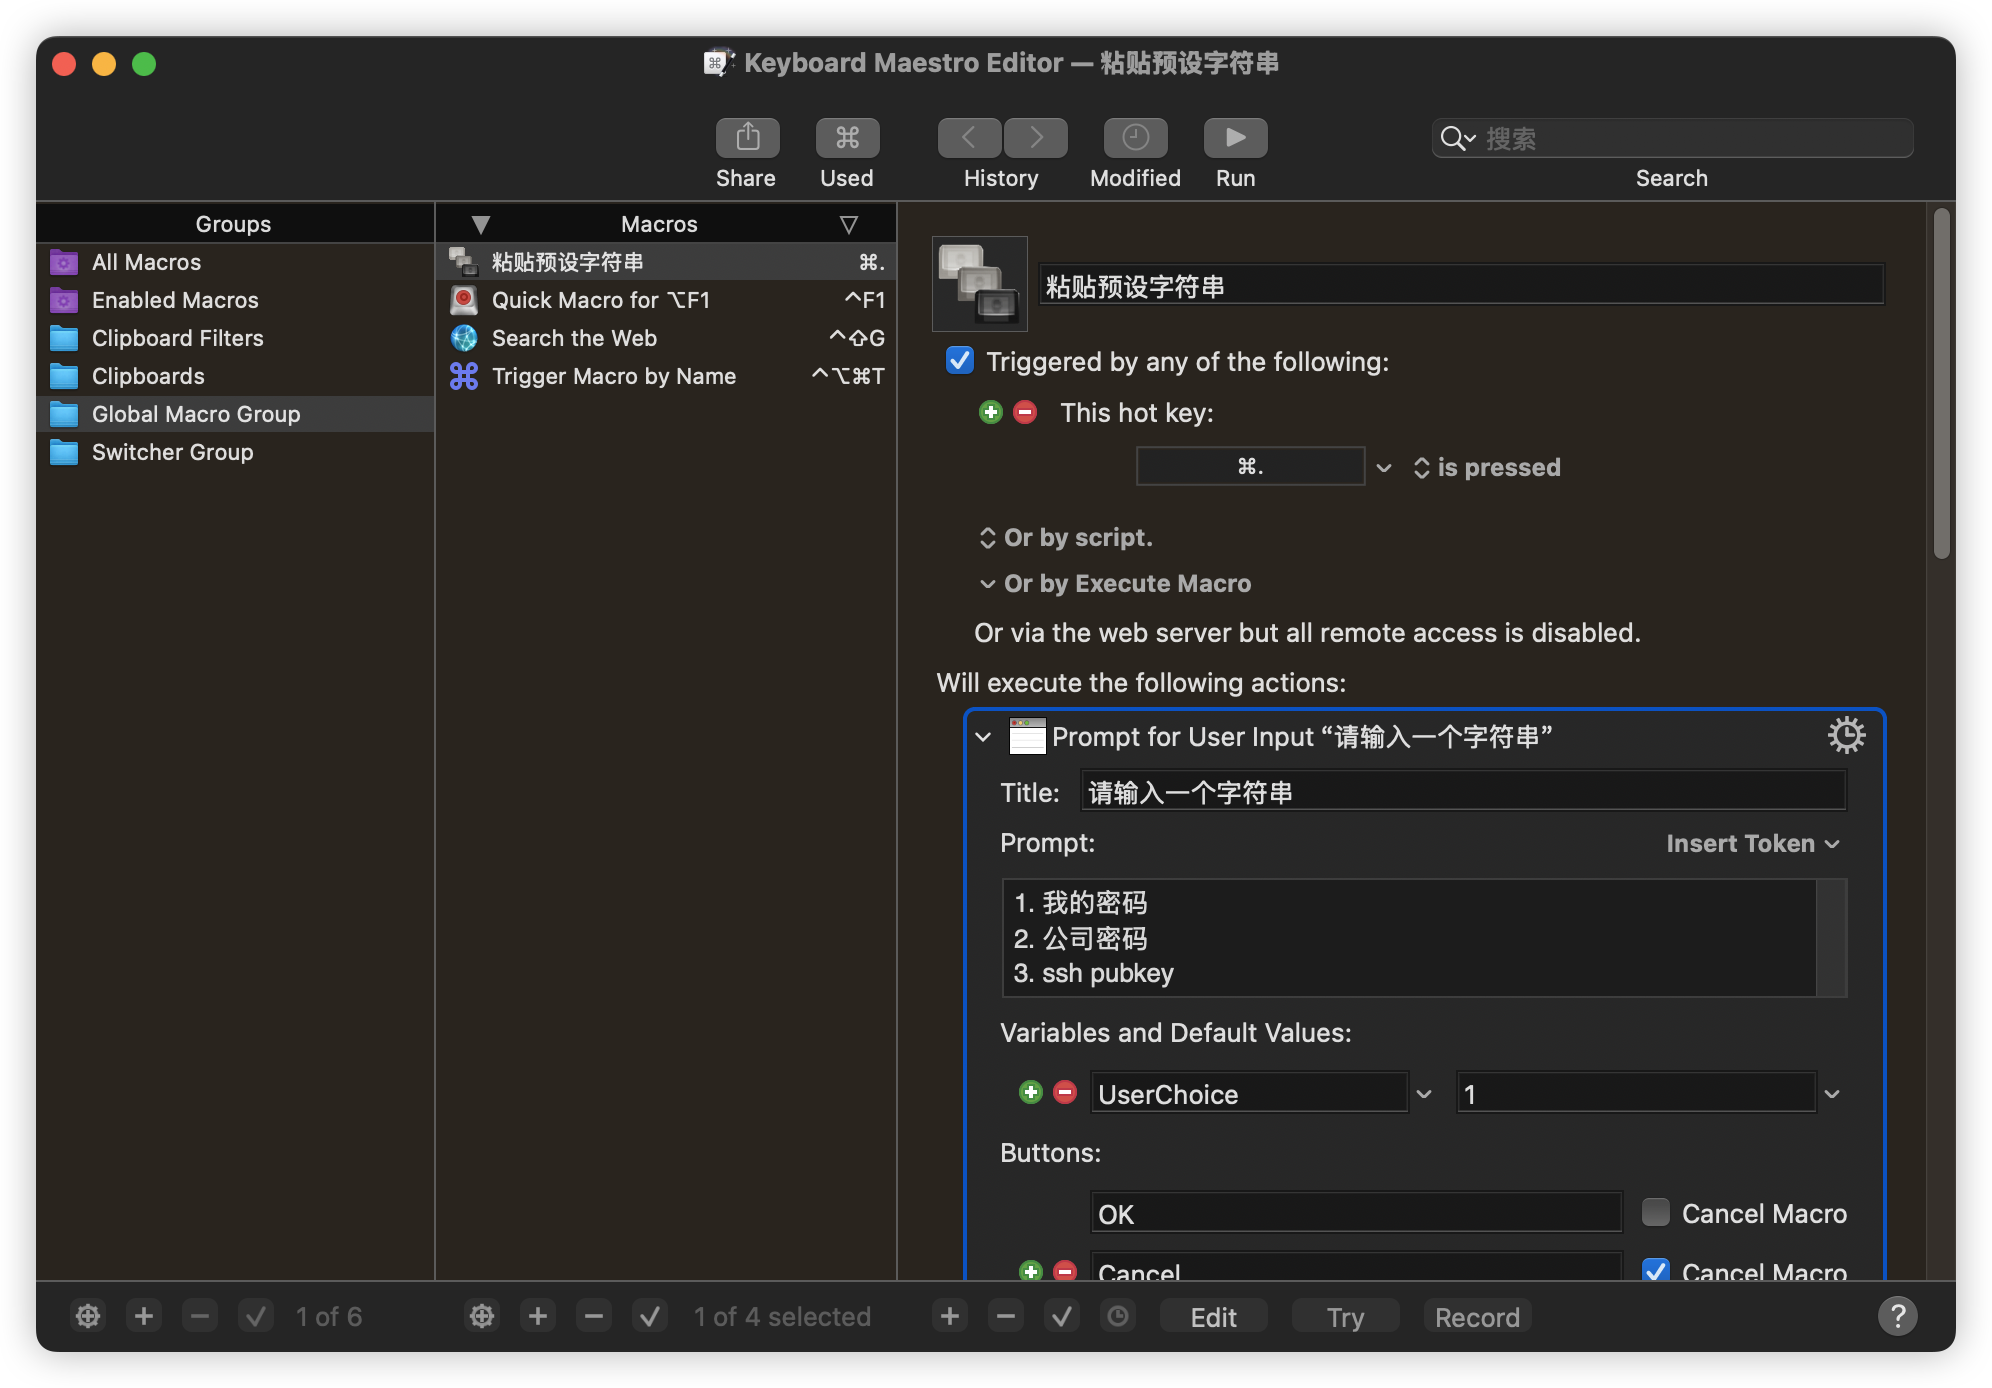 Keyboard Maestro Editor — 粘贴预设字符串
Share
Used
History
Modified
Run
搜索
Search
Groups
All Macros
Enabled Macros
Clipboard Filters
Clipboards
Global Macro Group
Switcher Group
Macros
粘贴预设字符串 ⌘.
Quick Macro for ⌥F1 ^F1
Search the Web ^⇧G
Trigger Macro by Name ^⌥⌘T
粘贴预设字符串
Triggered by any of the following:
This hot key:
⌘. is pressed
Or by script.
Or by Execute Macro
Or via the web server but all remote access is disabled.
Will execute the following actions:
Prompt for User Input “请输入一个字符串”
Title: 请输入一个字符串
Prompt: Insert Token
1. 我的密码
2. 公司密码
3. ssh pubkey
Variables and Default Values:
UserChoice 1
Buttons:
OK Cancel Macro
Cancel Cancel Macro
1 of 6
1 of 4 selected
Edit
Try
Record
?